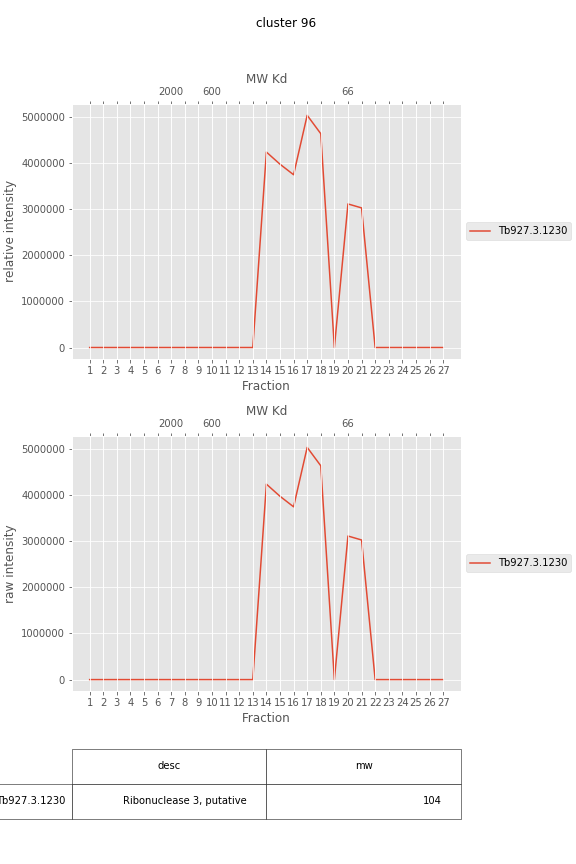 cluster 96
MW Kd
2000 600 66
5000000
4000000
3000000
2000000
1000000
0
relative intensity
1 2 3 4 5 6 7 8 9 10 11 12 13 14 15 16 17 18 19 20 21 22 23 24 25 26 27
Fraction
Tb927.3.1230
MW Kd
2000 600 66
5000000
4000000
3000000
2000000
1000000
0
raw intensity
1 2 3 4 5 6 7 8 9 10 11 12 13 14 15 16 17 18 19 20 21 22 23 24 25 26 27
Fraction
Tb927.3.1230
desc mw
Tb927.3.1230 Ribonuclease 3, putative 104